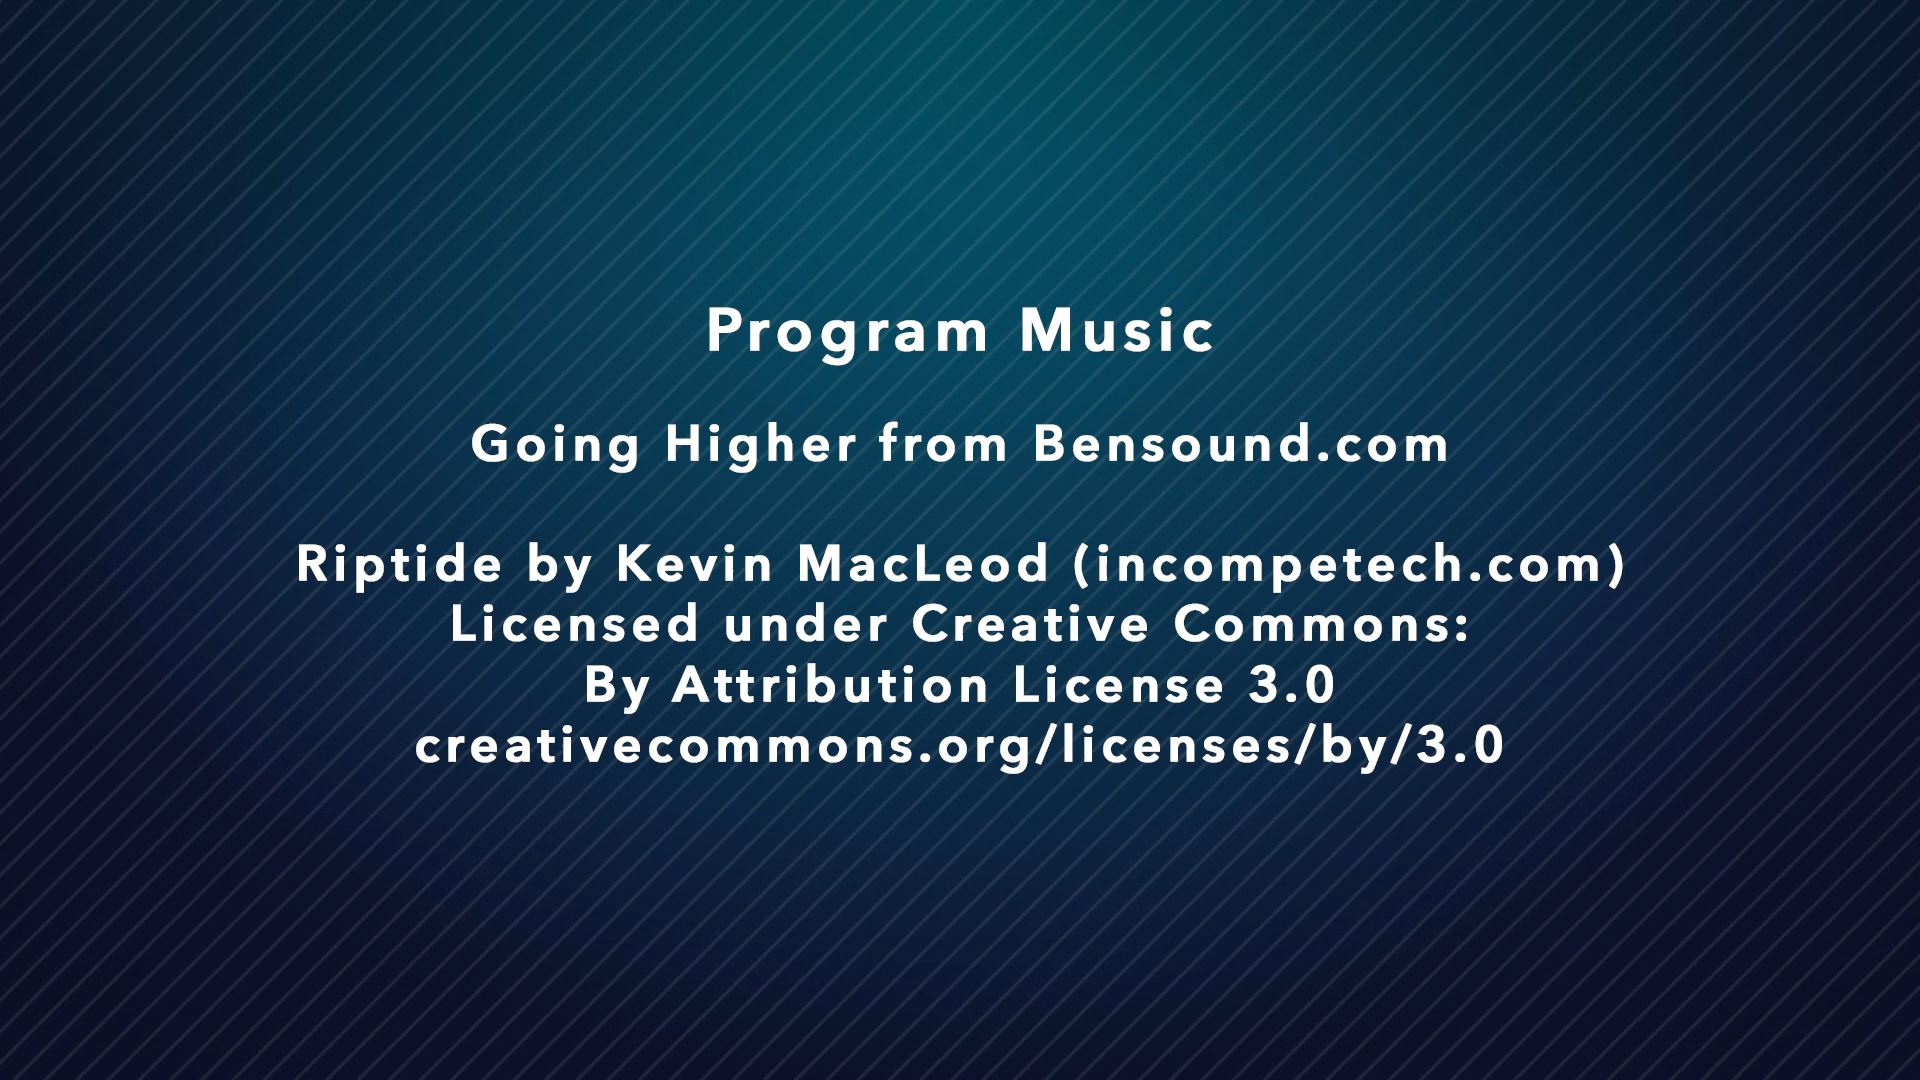 Program Music
Going Higher from Bensound.com
Riptide by Kevin MacLeod (incompetech.com)
Licensed under Creative Commons:
By Attribution License 3.0
creativecommons.org/licenses/by/3.0